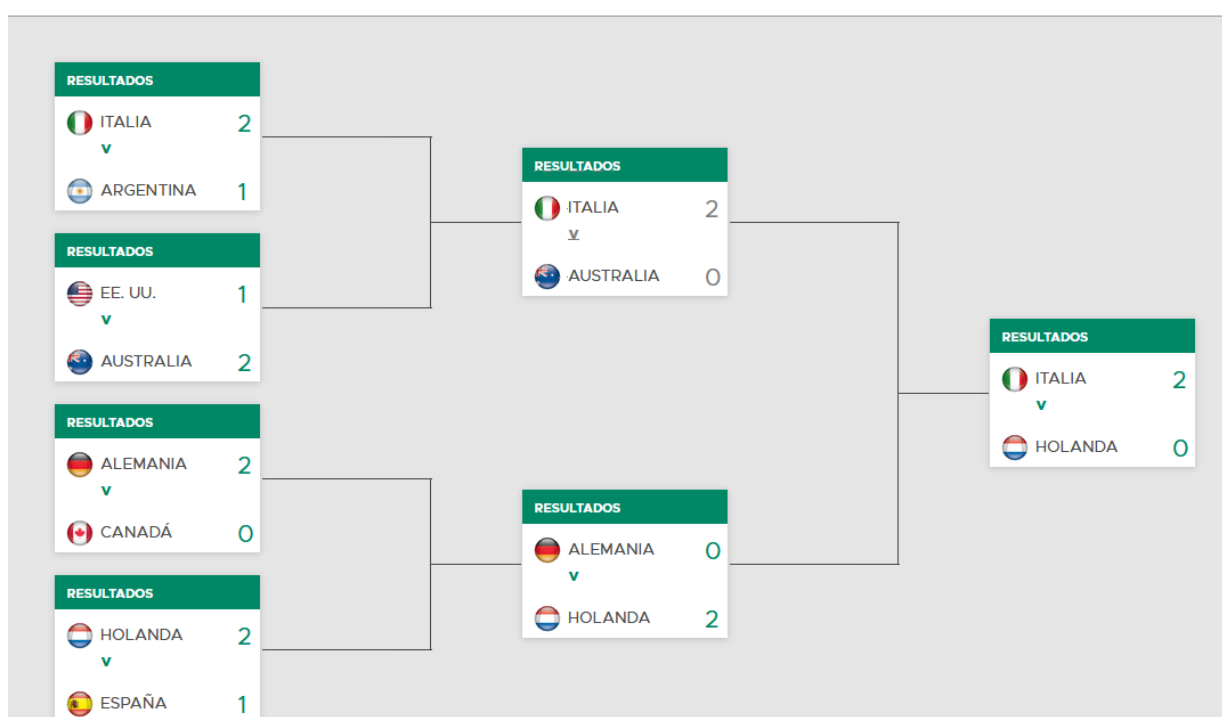 RESULTADOS
ITALIA 2
v
ARGENTINA 1
RESULTADOS
EE. UU. 1
v
AUSTRALIA 2
RESULTADOS
ALEMANIA 2
v
CANADÁ 0
RESULTADOS
HOLANDA 2
v
ESPAÑA 1
RESULTADOS
ITALIA 2
v
AUSTRALIA 0
RESULTADOS
ALEMANIA 0
v
HOLANDA 2
RESULTADOS
ITALIA 2
v
HOLANDA 0